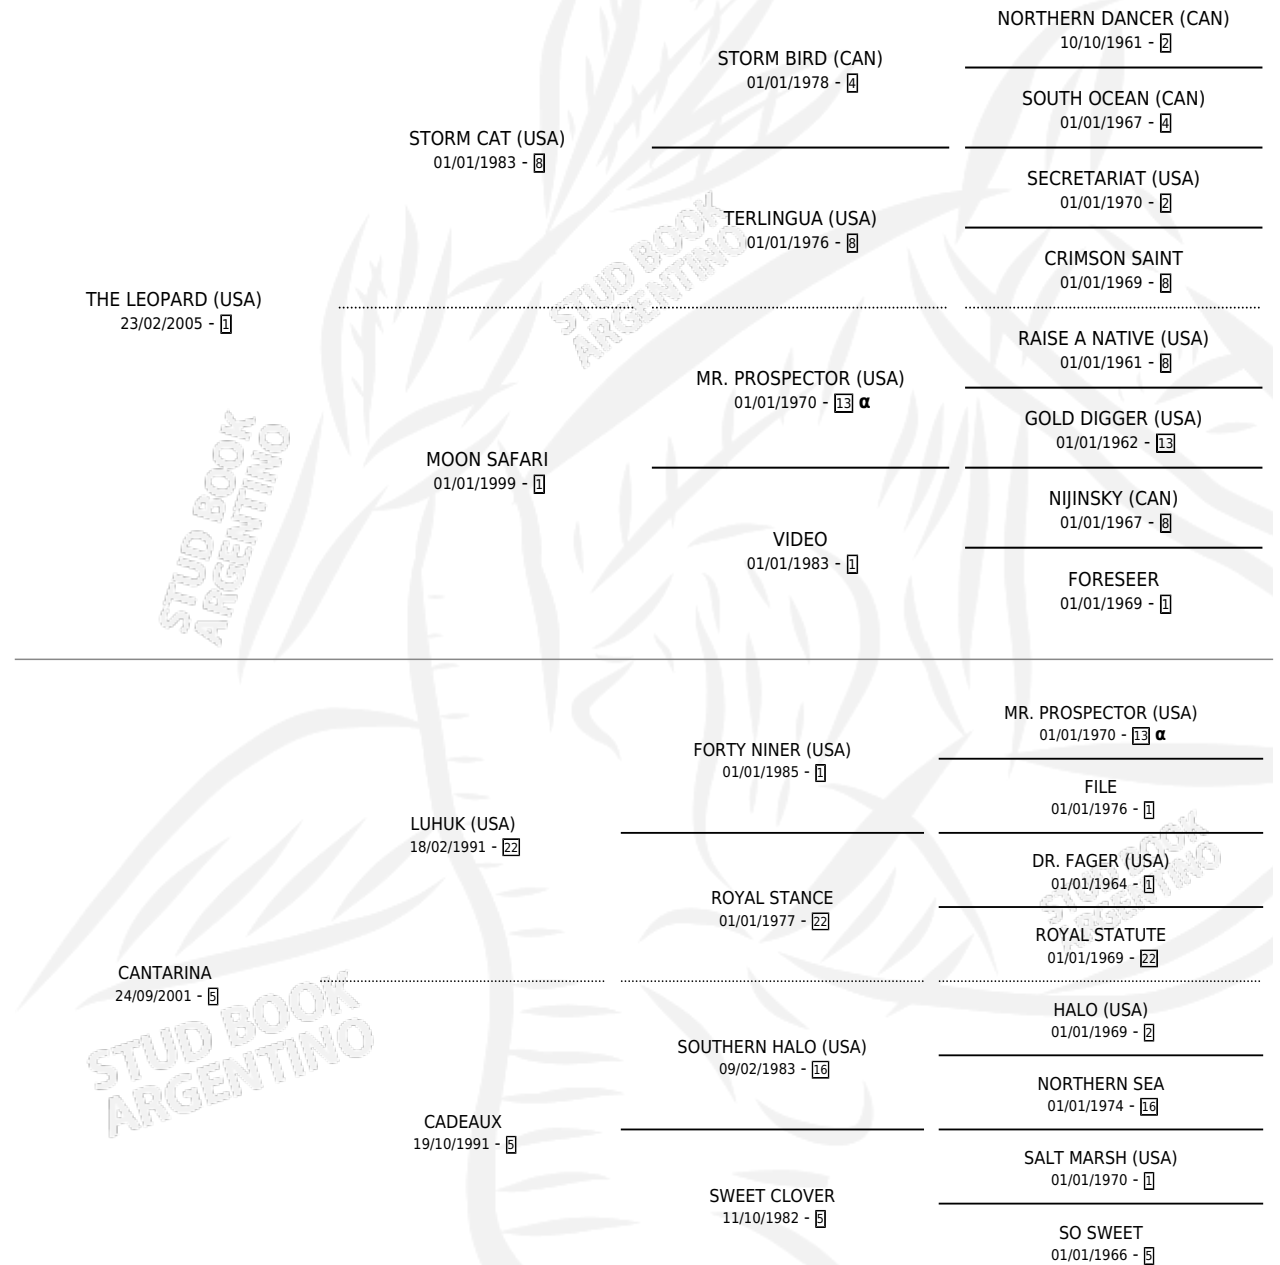 NORTHERN DANCER (CAN)
10/10/1961 - 2
STORM BIRD (CAN)
01/01/1978 - 4
SOUTH OCEAN (CAN)
01/01/1967 - 4
STORM CAT (USA)
01/01/1983 - 8
SECRETARIAT (USA)
01/01/1970 - 2
TERLINGUA (USA)
01/01/1976 - 8
CRIMSON SAINT
01/01/1969 - 8
THE LEOPARD (USA)
23/02/2005 - 1
RAISE A NATIVE (USA)
01/01/1961 - 8
MR. PROSPECTOR (USA)
01/01/1970 - 13 α
GOLD DIGGER (USA)
01/01/1962 - 13
MOON SAFARI
01/01/1999 - 1
NIJINSKY (CAN)
01/01/1967 - 8
VIDEO
01/01/1983 - 1
FORESEER
01/01/1969 - 1
MR. PROSPECTOR (USA)
01/01/1970 - 13 α
FORTY NINER (USA)
01/01/1985 - 1
FILE
01/01/1976 - 1
LUHUK (USA)
18/02/1991 - 22
DR. FAGER (USA)
01/01/1964 - 1
ROYAL STANCE
01/01/1977 - 22
ROYAL STATUTE
01/01/1969 - 22
CANTARINA
24/09/2001 - 5
HALO (USA)
01/01/1969 - 2
SOUTHERN HALO (USA)
09/02/1983 - 16
NORTHERN SEA
01/01/1974 - 16
CADEAUX
19/10/1991 - 5
SALT MARSH (USA)
01/01/1970 - 1
SWEET CLOVER
11/10/1982 - 5
SO SWEET
01/01/1966 - 5
STUD BOOK
ARGENTINO
STUD BOOK
ARGENTINO
STUD BOOK
ARGENTINO
STUD BOOK
ARGENTINO